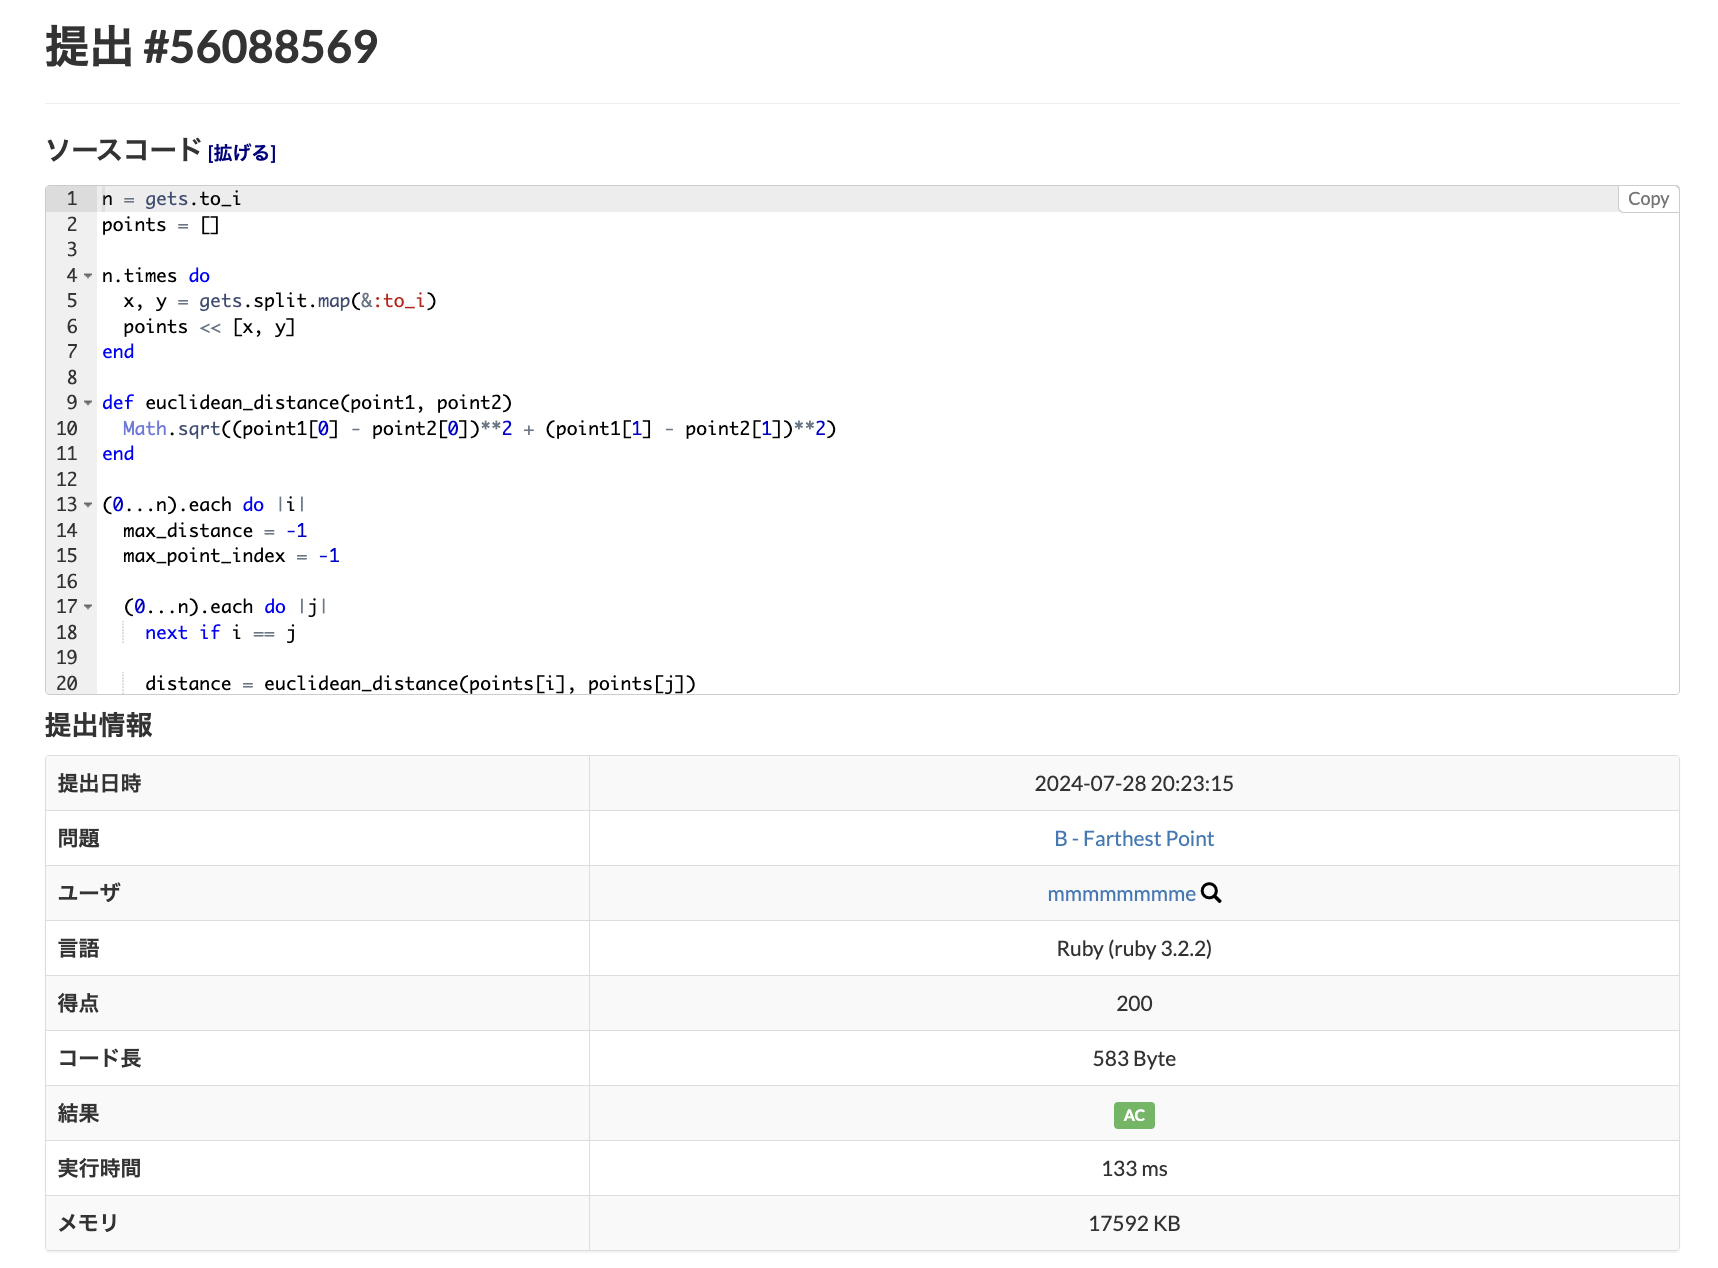 提出 #56088569
ソースコード [拡げる]
Copy
1 n = gets.to_i
2 points = []
3
4 n.times do
5 x, y = gets.split.map(&:to_i)
6 points << [x, y]
7 end
8
9 def euclidean_distance(point1, point2)
10 Math.sqrt((point1[0] - point2[0])**2 + (point1[1] - point2[1])**2)
11 end
12
13 (0...n).each do |i|
14 max_distance = -1
15 max_point_index = -1
16
17 (0...n).each do |j|
18 next if i == j
19
20 distance = euclidean_distance(points[i], points[j])
提出情報
提出日時 2024-07-28 20:23:15
問題 B - Farthest Point
ユーザ mmmmmmmme
言語 Ruby (ruby 3.2.2)
得点 200
コード長 583 Byte
結果 AC
実行時間 133 ms
メモリ 17592 KB